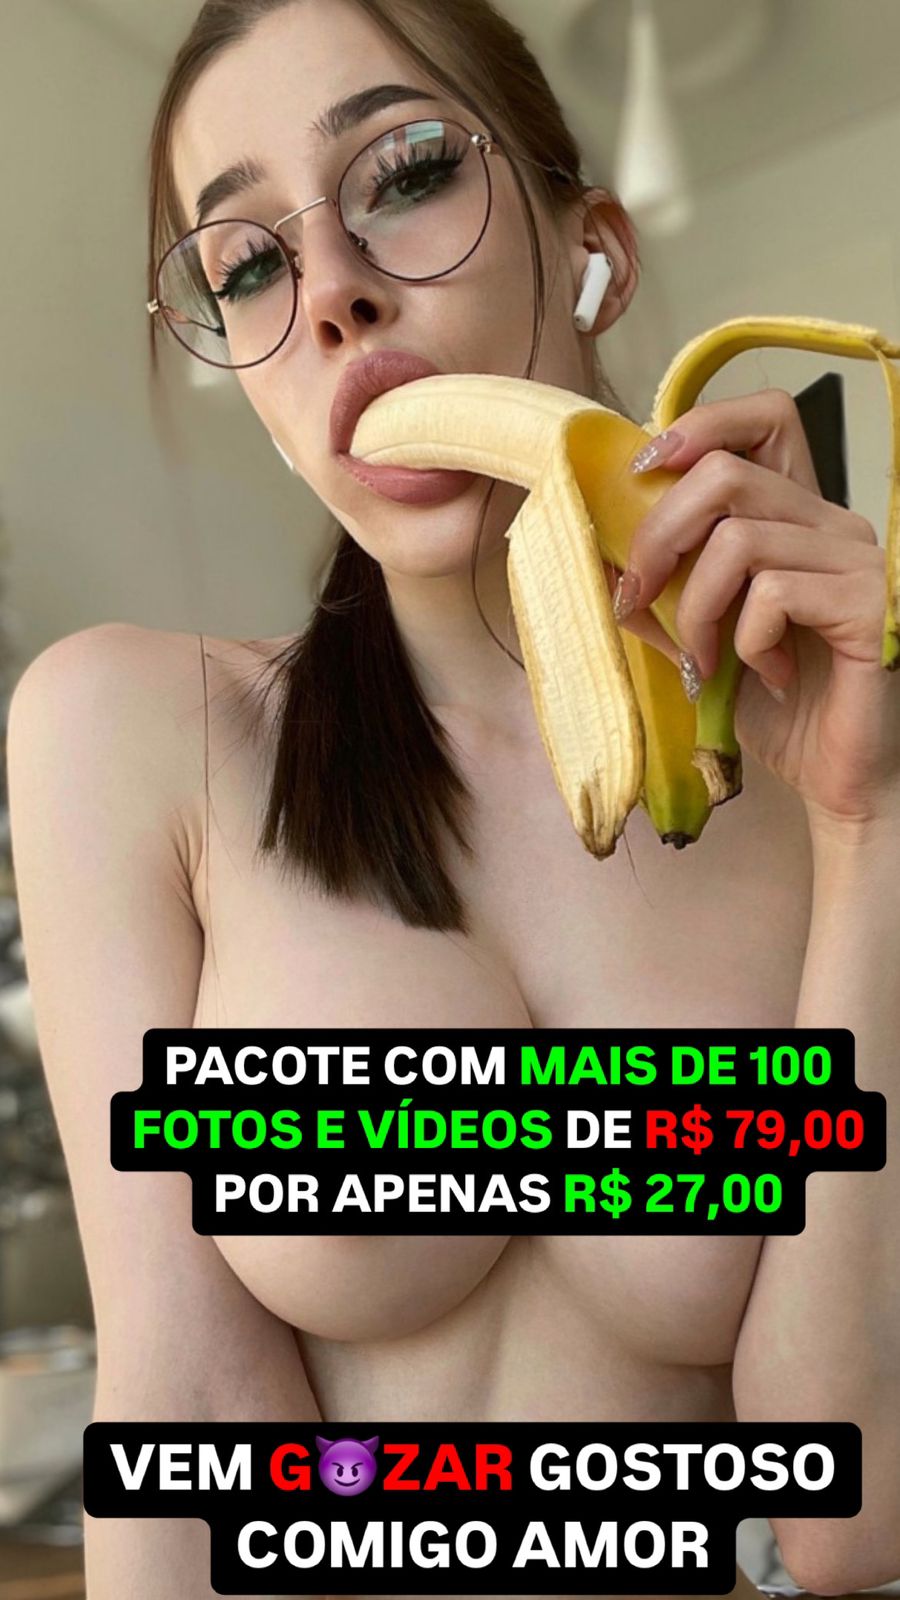 PACOTE COM MAIS DE 100
FOTOS E VÍDEOS DE R$ 79,00
POR APENAS R$ 27,00
VEM G😈ZAR GOSTOSO
COMIGO AMOR